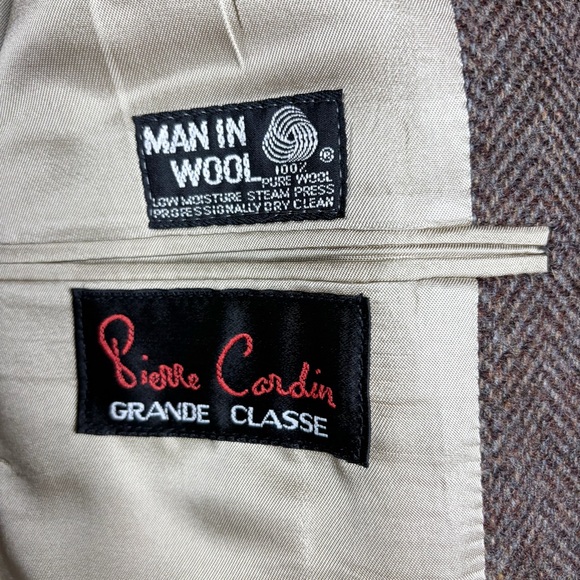 MAN IN
WOOL
®
100%
PURE WOOL
LOW MOISTURE STEAM PRESS
PROFESSIONALLY DRY CLEAN
Pierre Cardin
GRANDE CLASSE